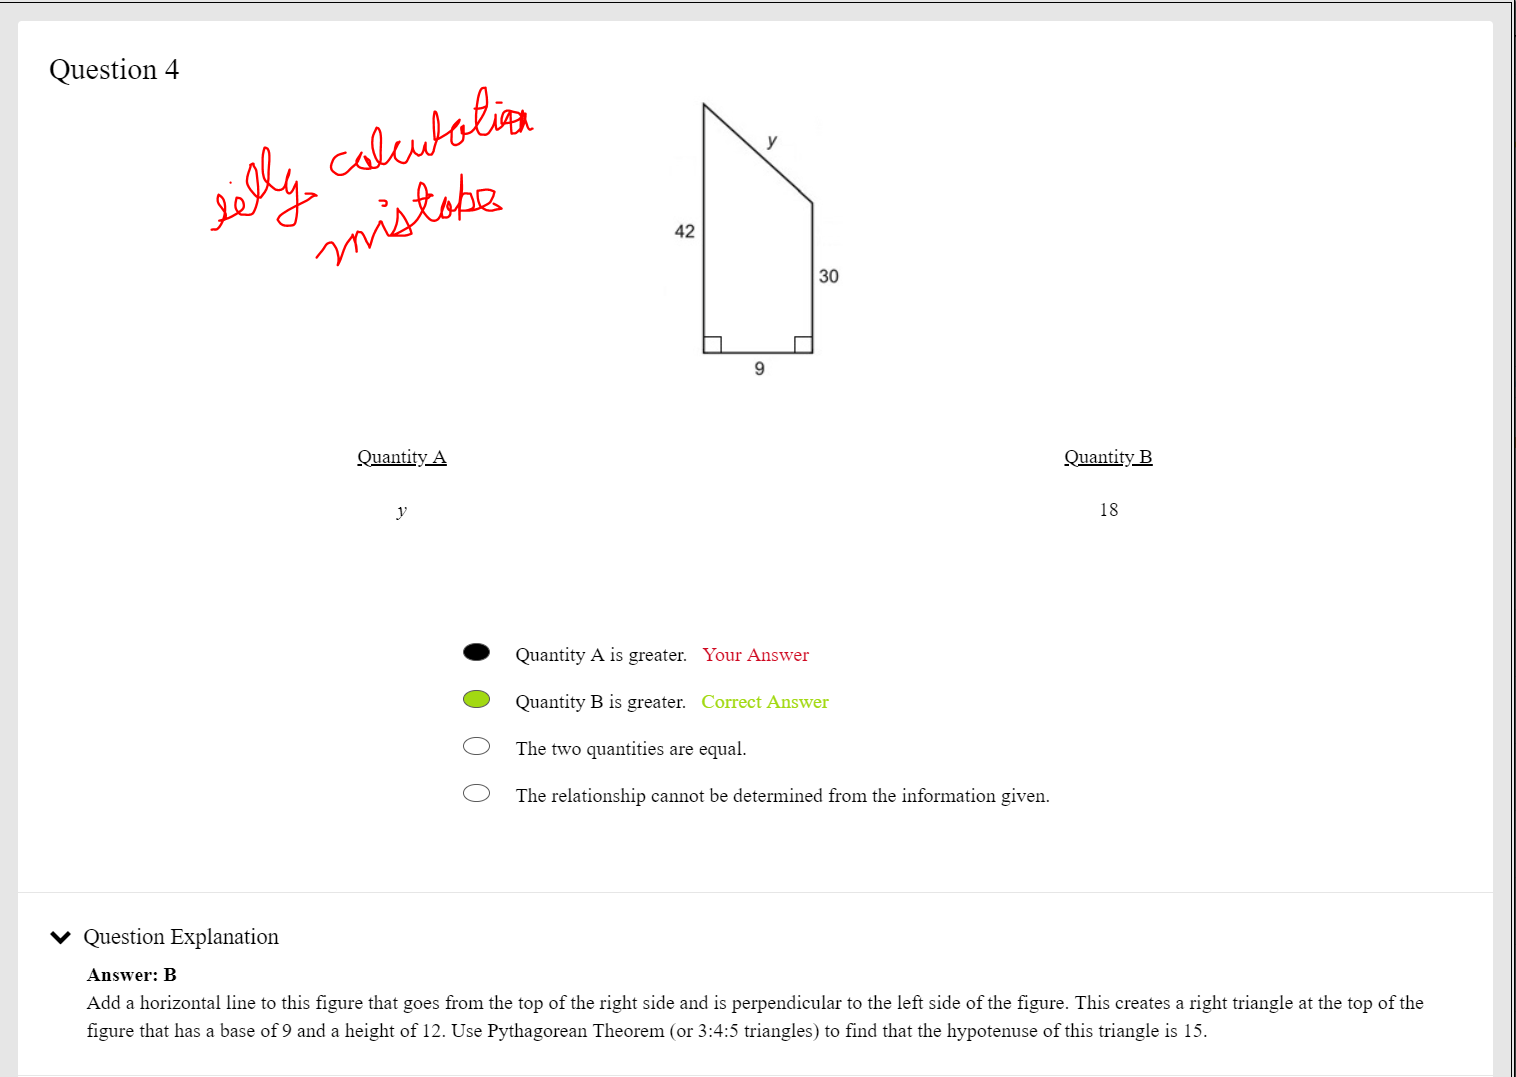 Question 4
silly calculation
mistake
y
42
30
9
Quantity A
Quantity B
y
18
Quantity A is greater. Your Answer
Quantity B is greater. Correct Answer
The two quantities are equal.
The relationship cannot be determined from the information given.
Question Explanation
Answer: B
Add a horizontal line to this figure that goes from the top of the right side and is perpendicular to the left side of the figure. This creates a right triangle at the top of the
figure that has a base of 9 and a height of 12. Use Pythagorean Theorem (or 3:4:5 triangles) to find that the hypotenuse of this triangle is 15.